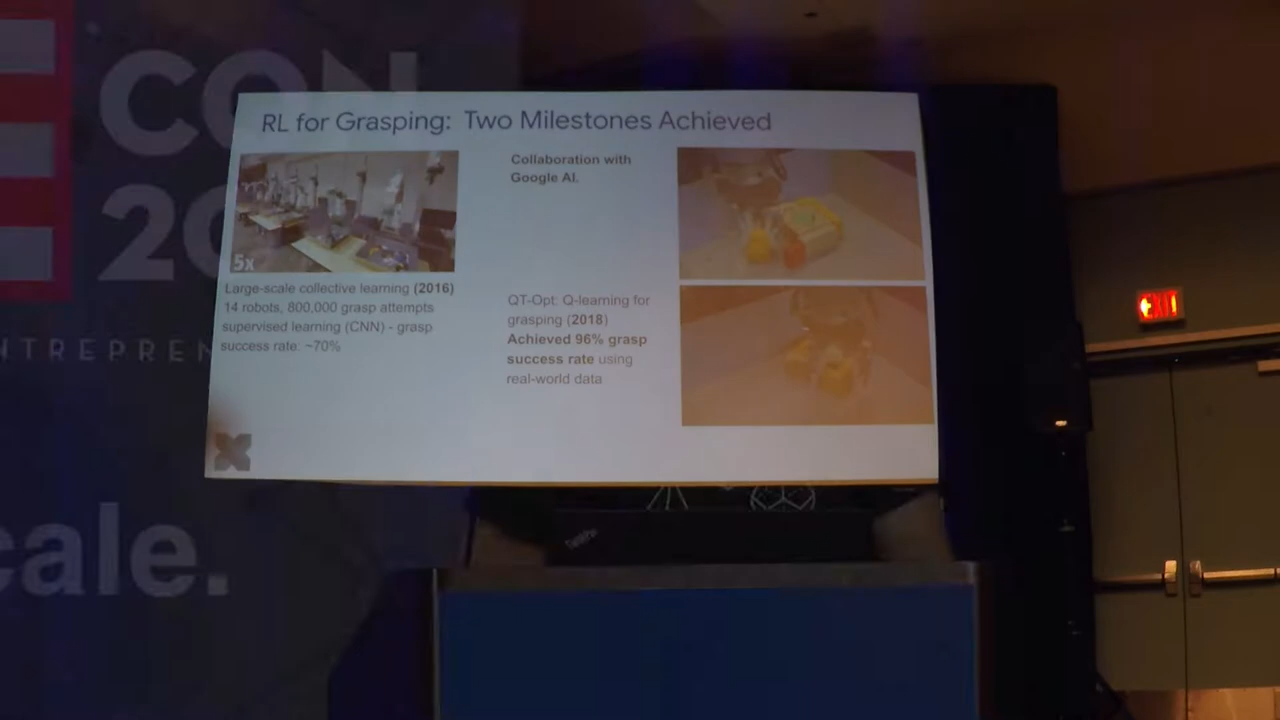 CON
20
NTREPREN
cale.
RL for Grasping: Two Milestones Achieved
5x
Large-scale collective learning (2016)
14 robots, 800,000 grasp attempts
supervised learning (CNN) - grasp
success rate: ~70%
Collaboration with
Google AI.
QT-Opt: Q-learning for
grasping (2018)
Achieved 96% grasp
success rate using
real-world data
EXIT